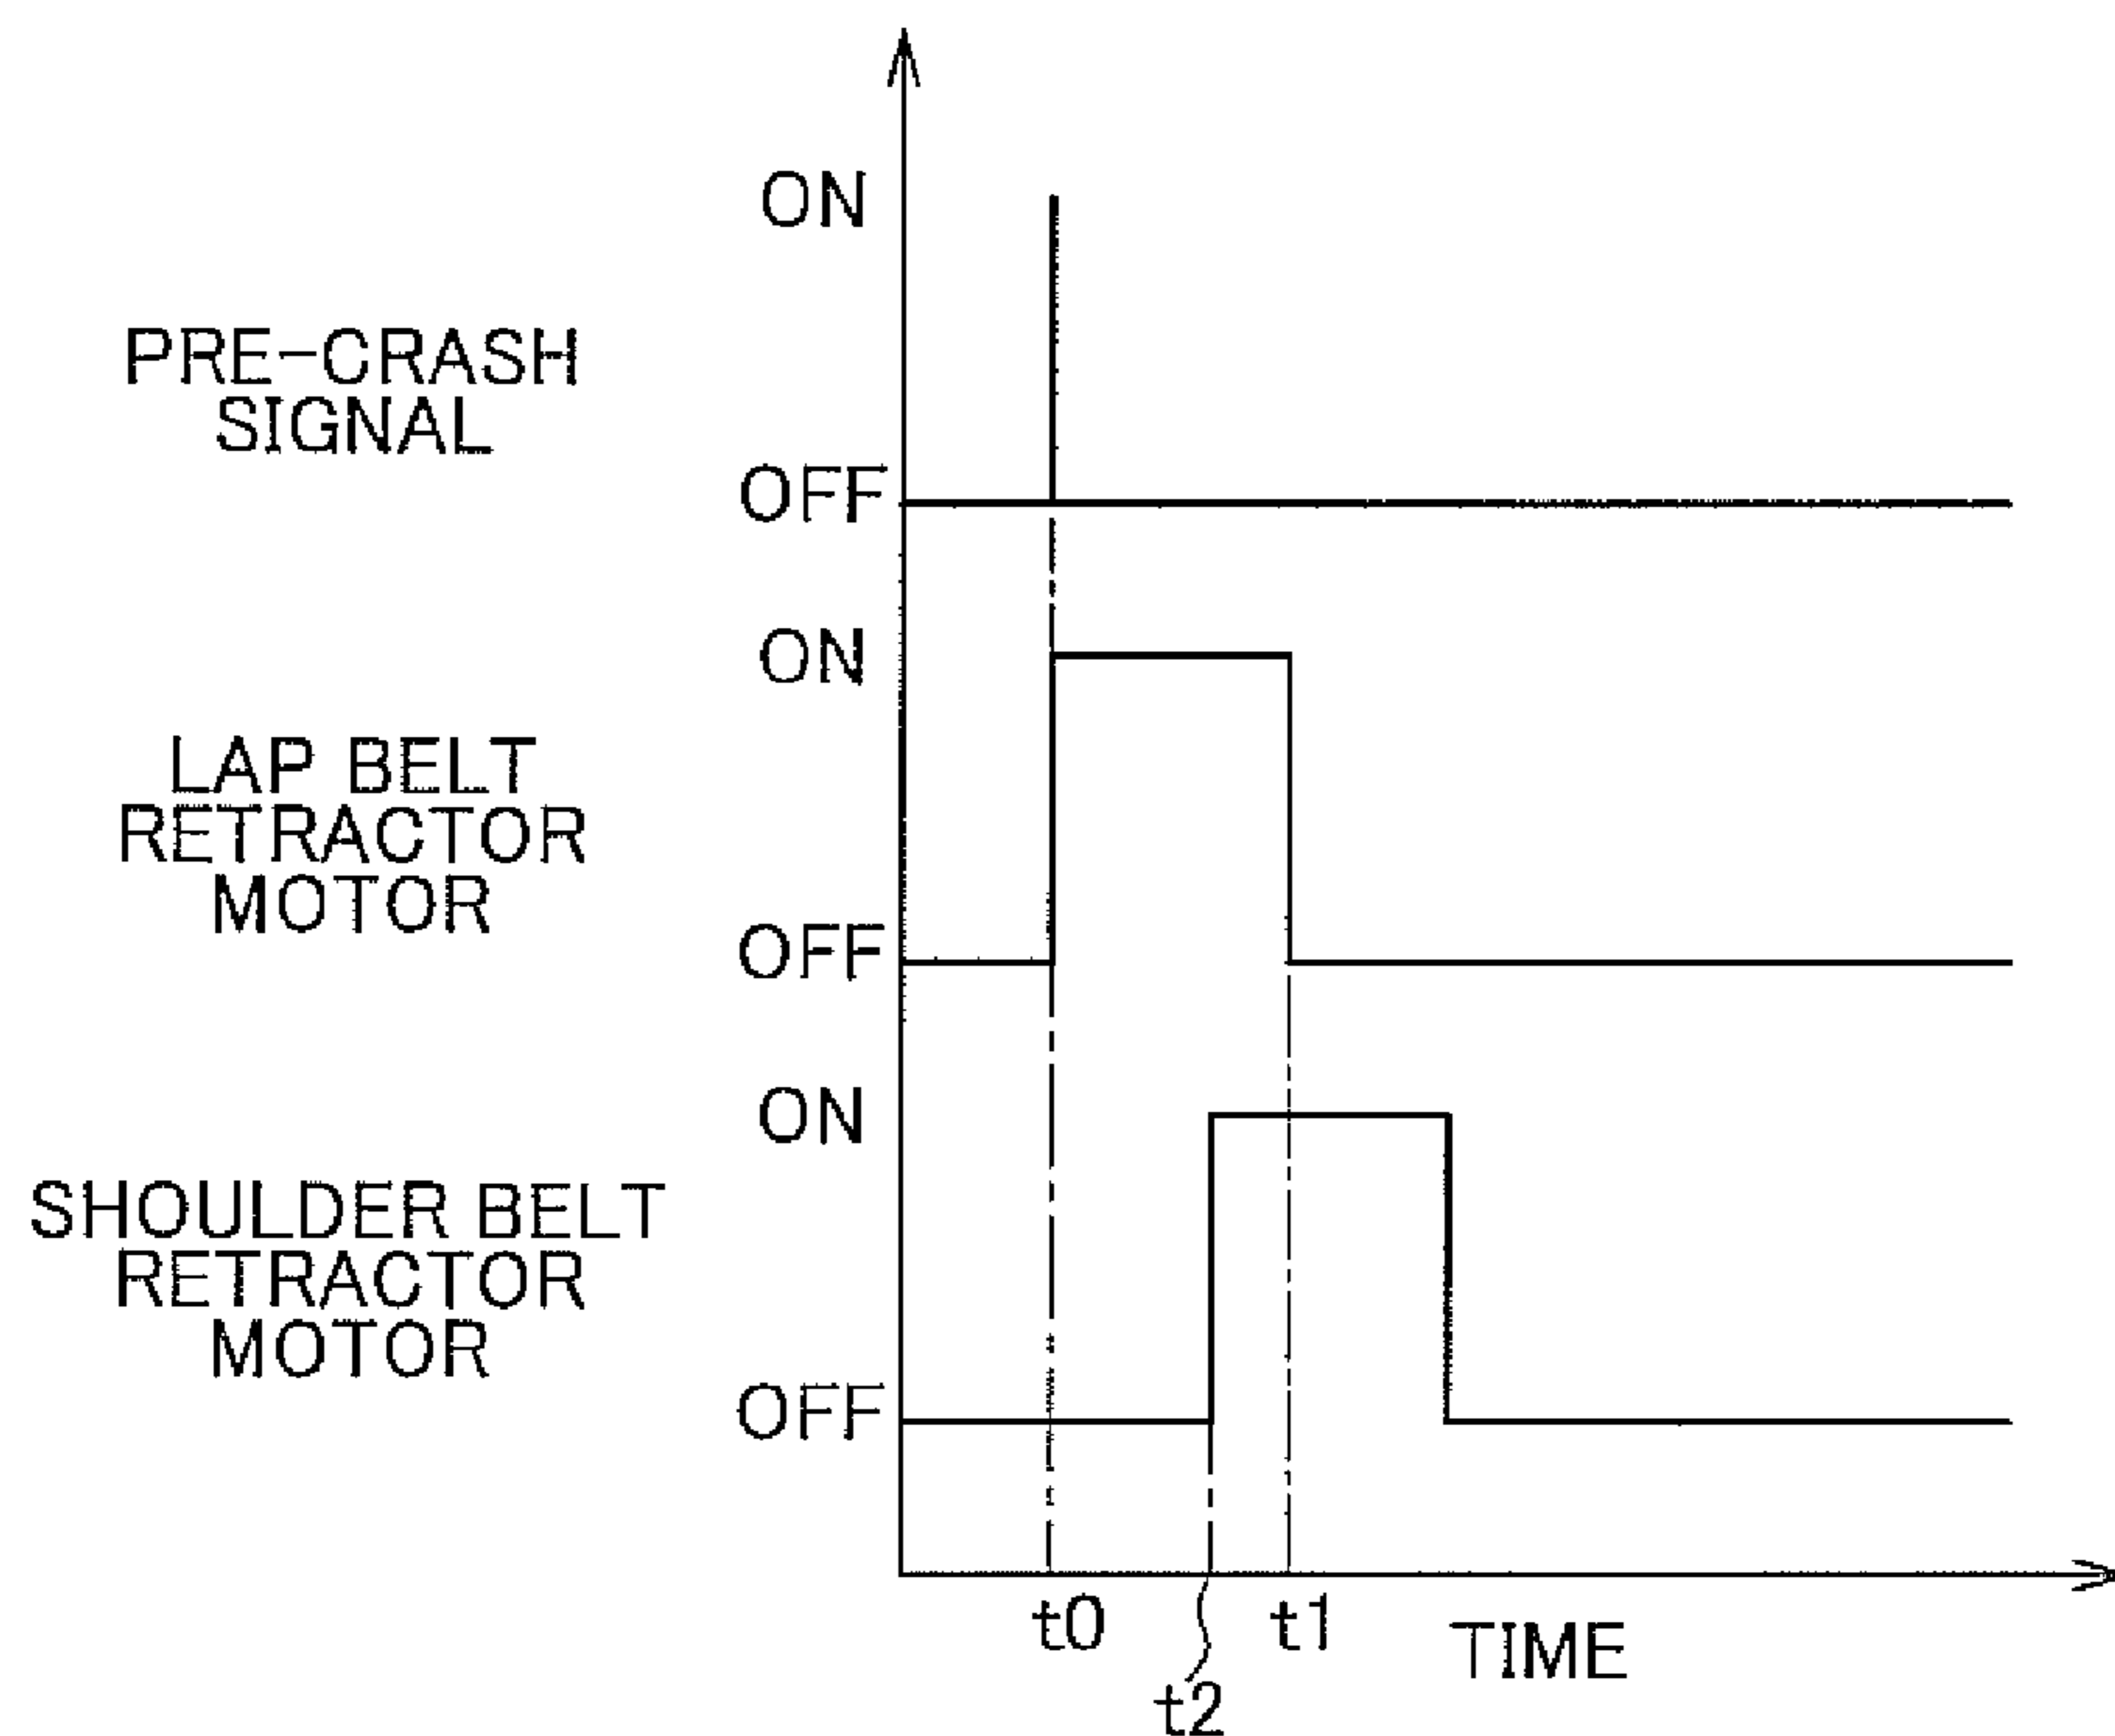 ON
PRE-CRASH
SIGNAL
OFF
ON
LAP BELT
RETRACTOR
MOTOR
OFF
ON
SHOULDER BELT
RETRACTOR
MOTOR
OFF
t0
t1
TIME
t2